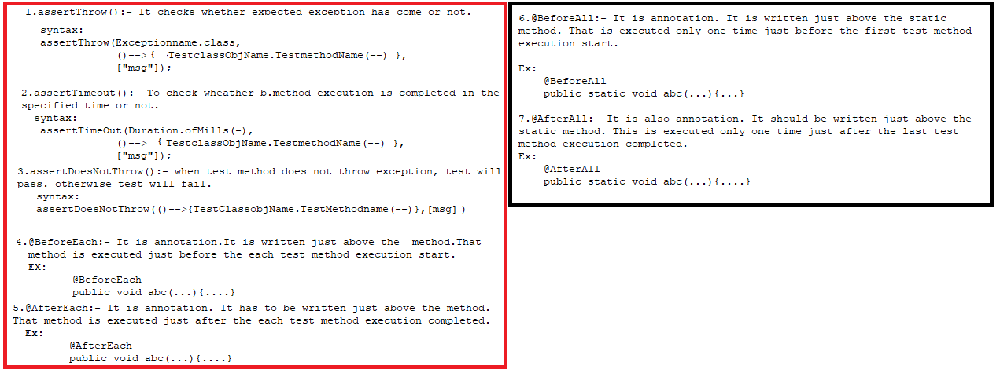 1.assertThrow():- It checks whether expected exception has come or not.
syntax:
assertThrow(Exceptionname.class,
()--> { TestclassObjName.TestmethodName(--) },
["msg"]);
2.assertTimeout():- To check wheather b.method execution is completed in the
specified time or not.
syntax:
assertTimeOut(Duration.ofMills(-),
()--> { TestclassObjName.TestmethodName(--) },
["msg"]);
3.assertDoesNotThrow():- when test method does not throw exception, test will
pass. otherwise test will fail.
syntax:
assertDoesNotThrow(()-->{TestClassobjName.TestMethodname(--)},[msg] )
4.@BeforeEach:- It is annotation.It is written just above the  method.That
method is executed just before the each test method execution start.
EX:
@BeforeEach
public void abc(...){....}
5.@AfterEach:- It is annotation. It has to be written just above the method.
That method is executed just after the each test method execution completed.
Ex:
@AfterEach
public void abc(...){....}
6.@BeforeAll:- It is annotation. It is written just above the static
method. That is executed only one time just before the first test method
execution start.
Ex:
@BeforeAll
public static void abc(...){...}
7.@AfterAll:- It is also annotation. It should be written just above the
static method. This is executed only one time just after the last test
method execution completed.
Ex:
@AfterAll
public static void abc(...){....}